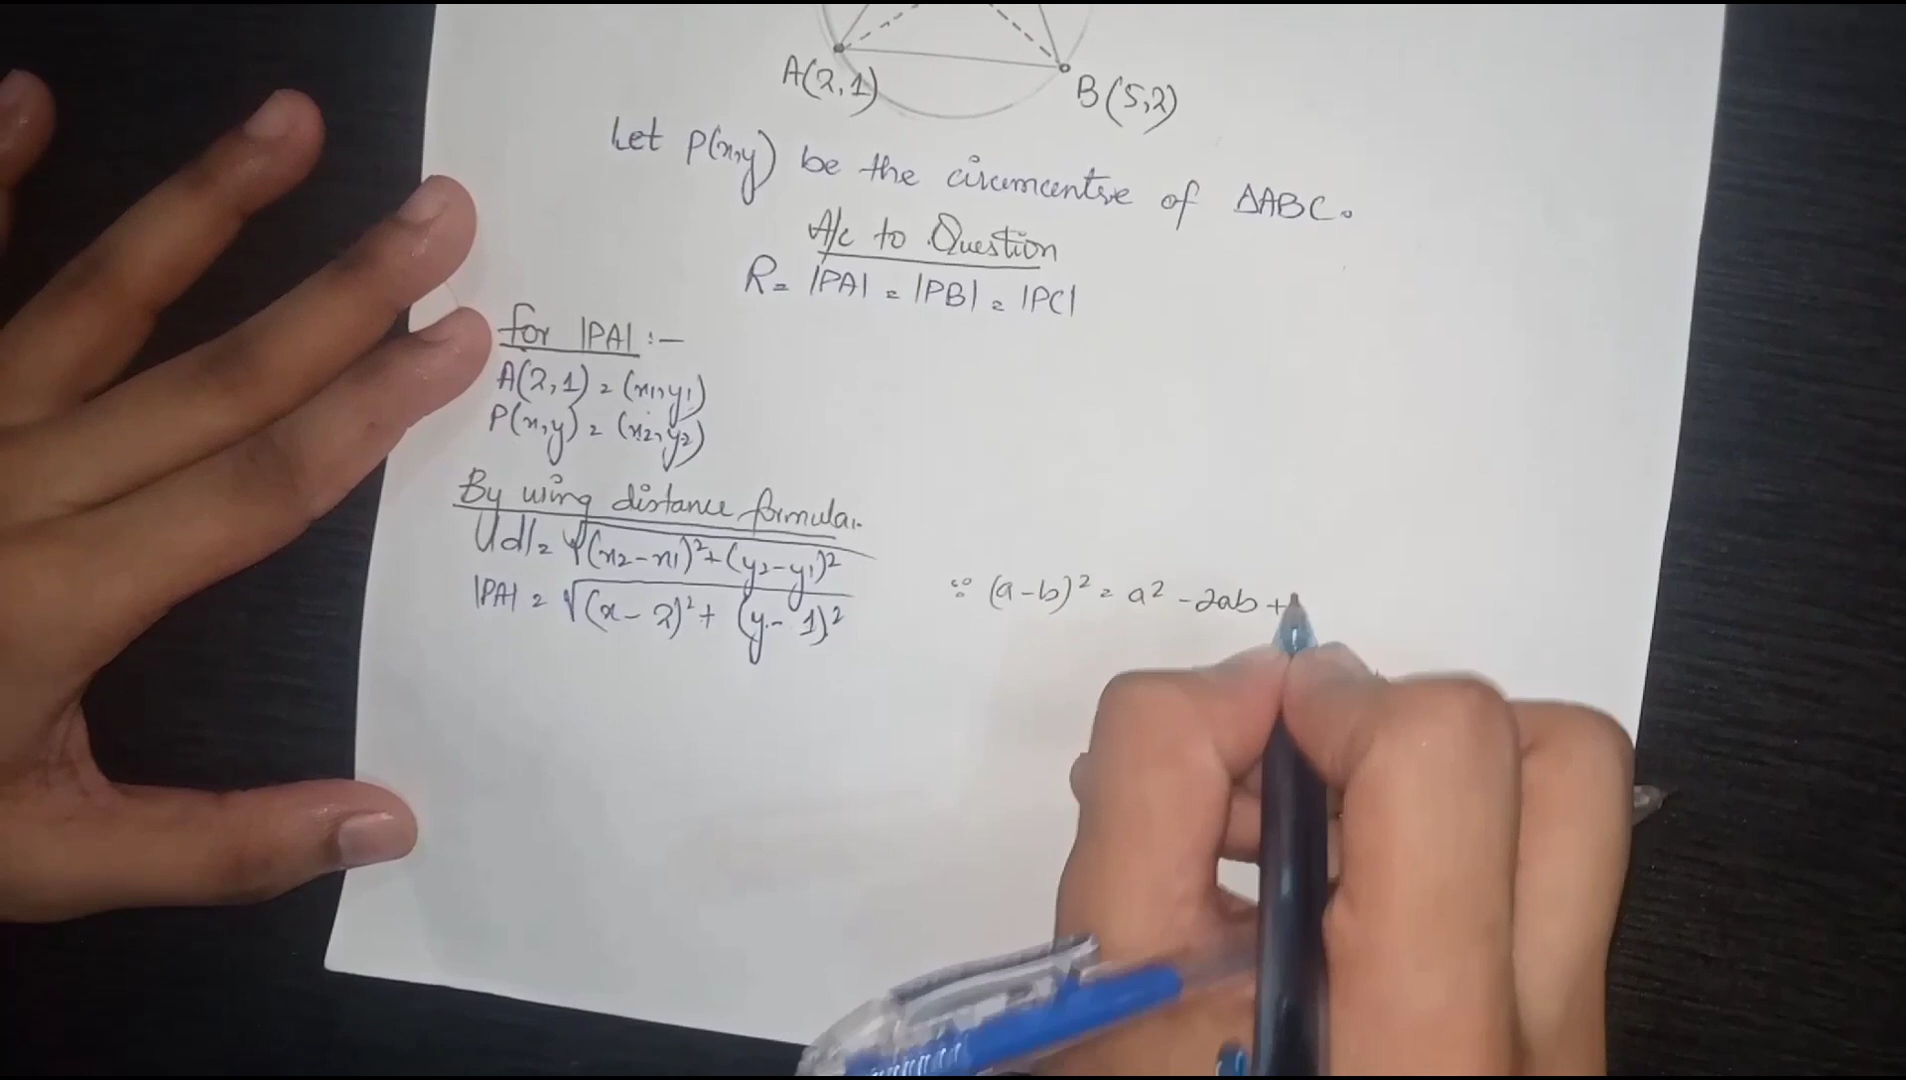 A(2,1)
B(5,2)
Let P(x,y) be the circumcentre of ΔABC.
A/c to Question
R = |PA| = |PB| = |PC|
for |PA| :-
A(2,1) = (x1,y1)
P(x,y) = (x2,y2)
By using distance formula:
|d| = √(x2-x1)²+(y2-y1)²
|PA| = √(x-2)²+(y-1)²
∵ (a-b)² = a² - 2ab +